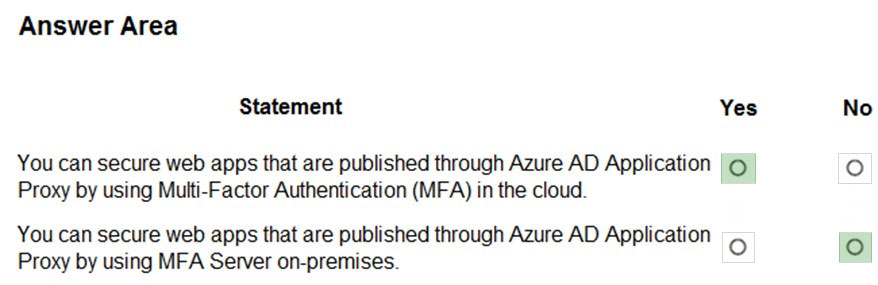 Answer Area
Statement Yes No
You can secure web apps that are published through Azure AD Application
Proxy by using Multi-Factor Authentication (MFA) in the cloud.
You can secure web apps that are published through Azure AD Application
Proxy by using MFA Server on-premises.